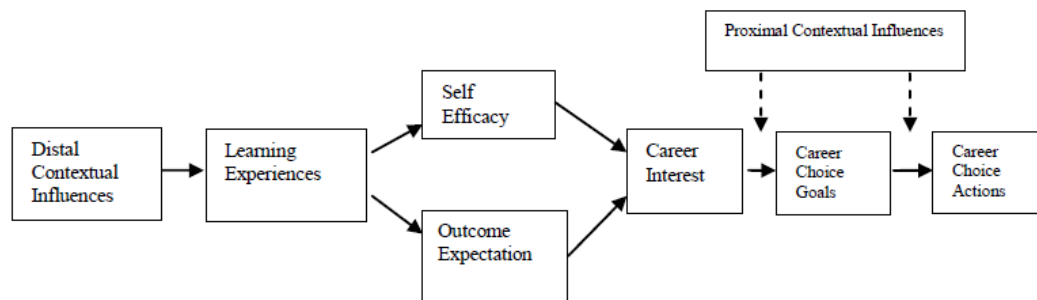 Proximal Contextual Influences
Self
Efficacy
Distal
Contextual
Influences
Learning
Experiences
Career
Interest
Career
Choice
Goals
Career
Choice
Actions
Outcome
Expectation